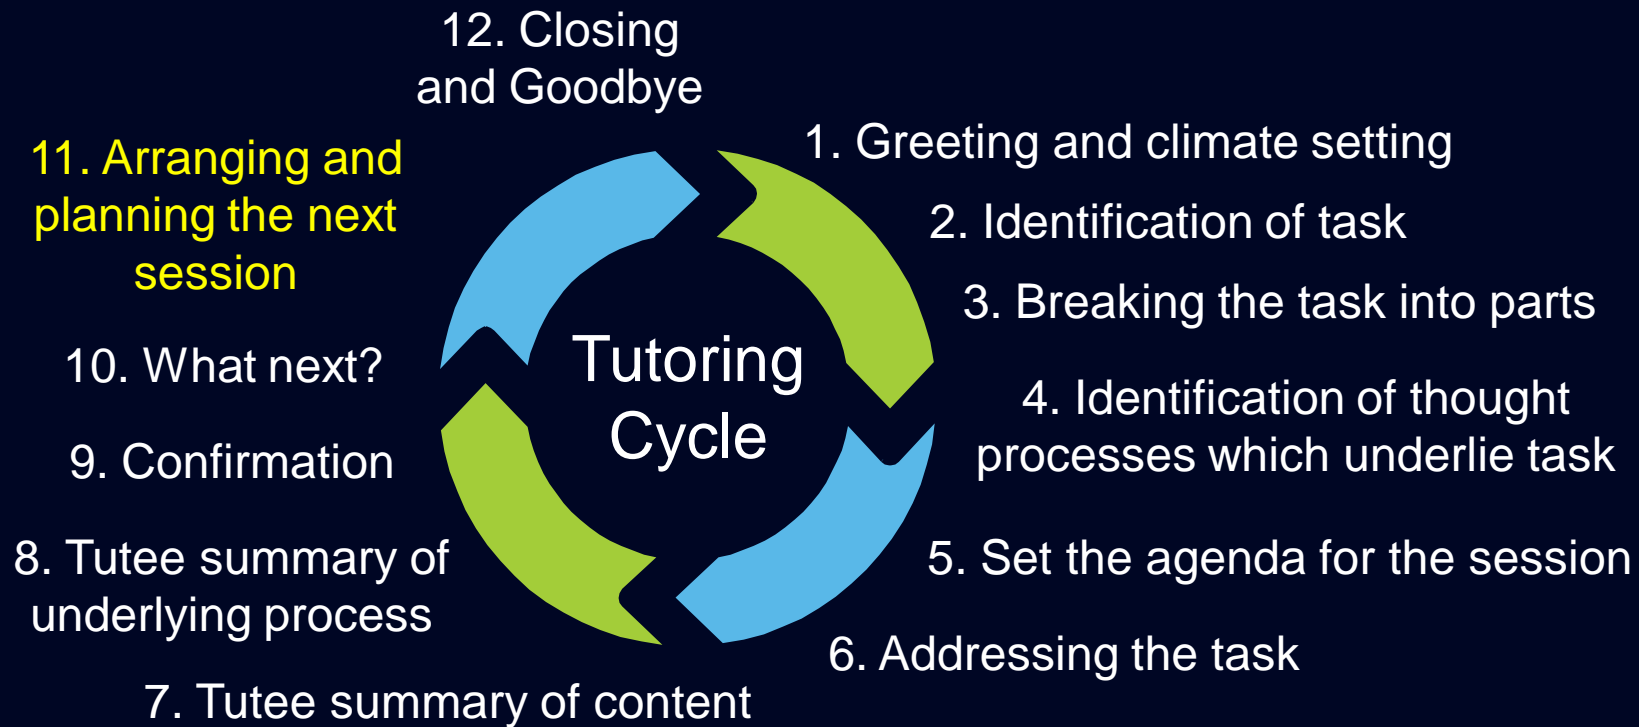 12. Closing
and Goodbye
1. Greeting and climate setting
2. Identification of task
3. Breaking the task into parts
4. Identification of thought
processes which underlie task
5. Set the agenda for the session
6. Addressing the task
7. Tutee summary of content
8. Tutee summary of
underlying process
9. Confirmation
10. What next?
11. Arranging and
planning the next
session
Tutoring
Cycle